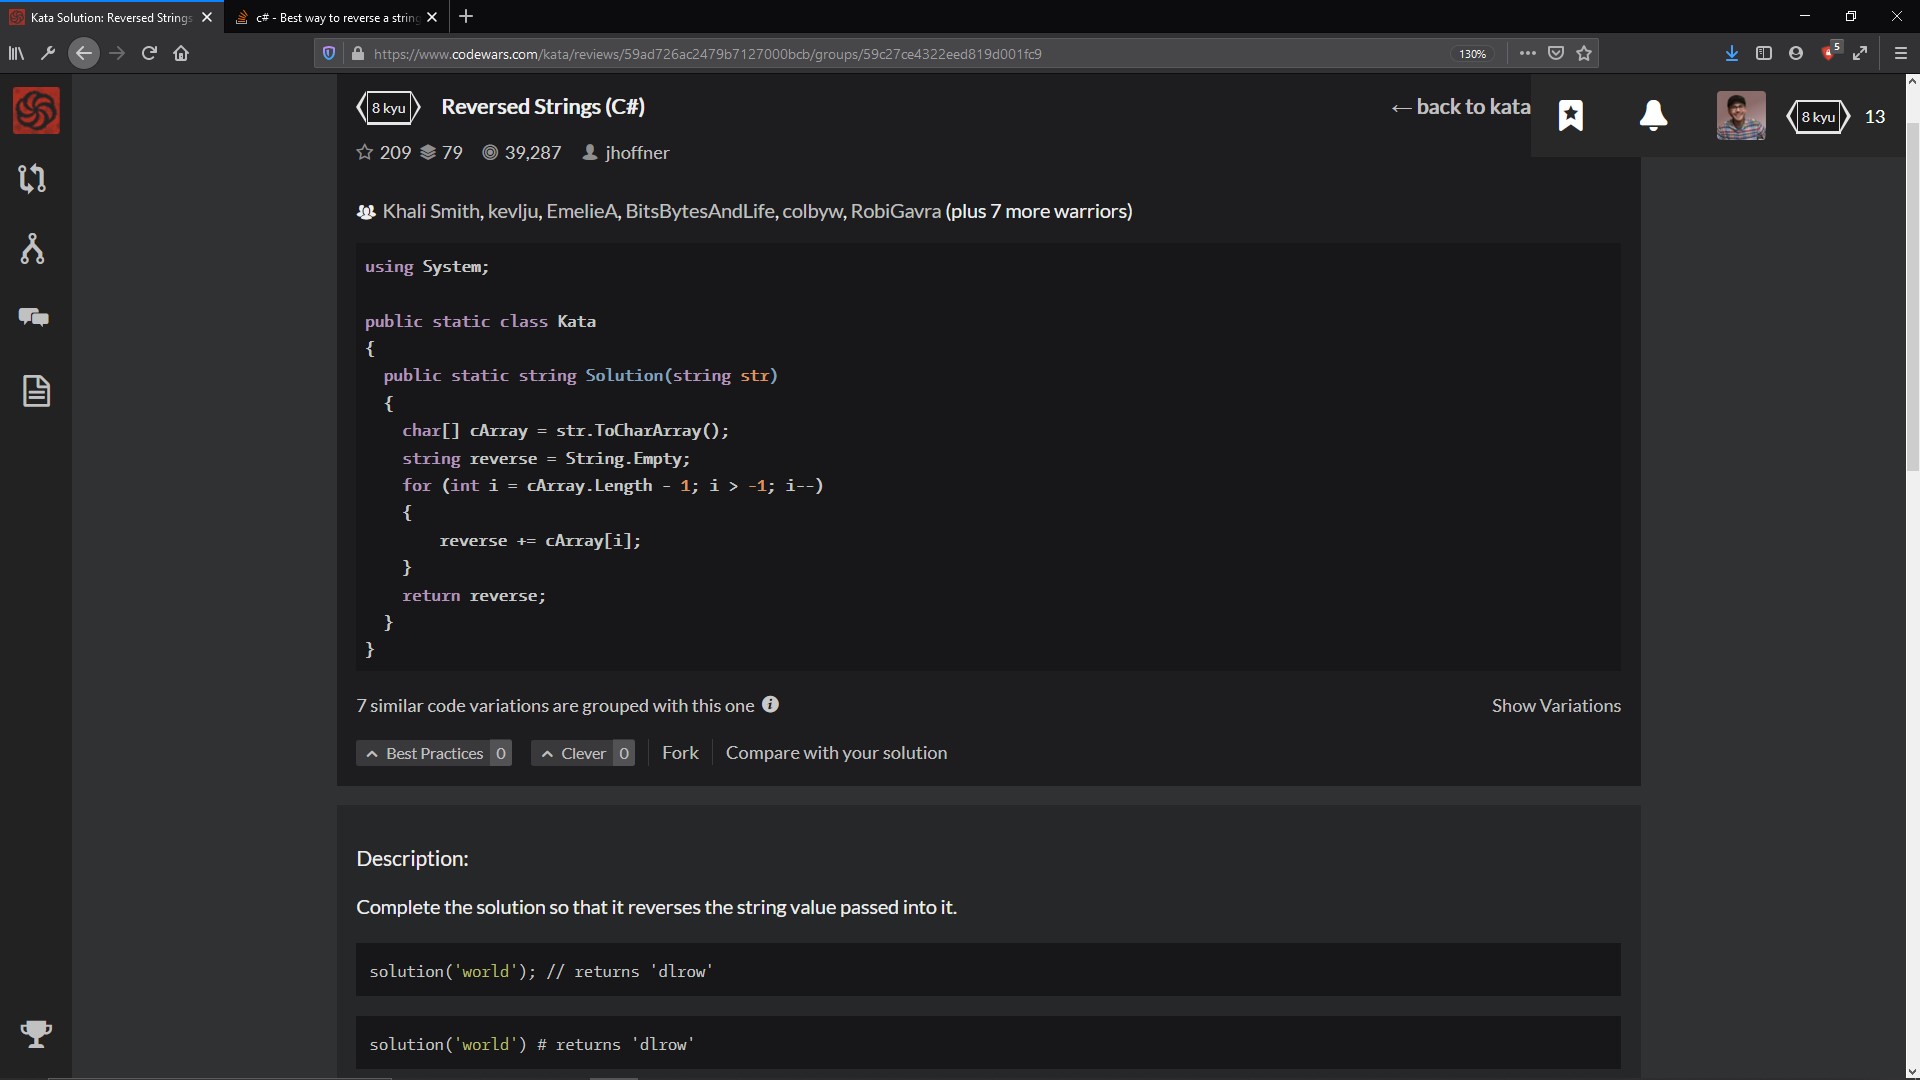 Kata Solution: Reversed Strings
c# - Best way to reverse a string
https://www.codewars.com/kata/reviews/59ad726ac2479b7127000bcb/groups/59c27ce4322eed819d001fc9
130%
5
8 kyu
Reversed Strings (C#)
← back to kata
8 kyu
13
209
79
39,287
jhoffner
Khali Smith, kevlju, EmelieA, BitsBytesAndLife, colbyw, RobiGavra (plus 7 more warriors)
using System;
public static class Kata
{
public static string Solution(string str)
{
char[] cArray = str.ToCharArray();
string reverse = String.Empty;
for (int i = cArray.Length - 1; i > -1; i--)
{
reverse += cArray[i];
}
return reverse;
}
}
7 similar code variations are grouped with this one
Show Variations
Best Practices 0
Clever 0
Fork
Compare with your solution
Description:
Complete the solution so that it reverses the string value passed into it.
solution('world'); // returns 'dlrow'
solution('world') # returns 'dlrow'